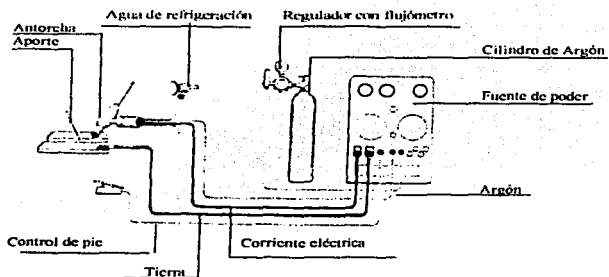 Agua de refrigeración
Regulador con flujómetro
Antorcha
Aporte
Cilindro de Argón
Fuente de poder
Argón
Control de pie
Corriente eléctrica
Tierra